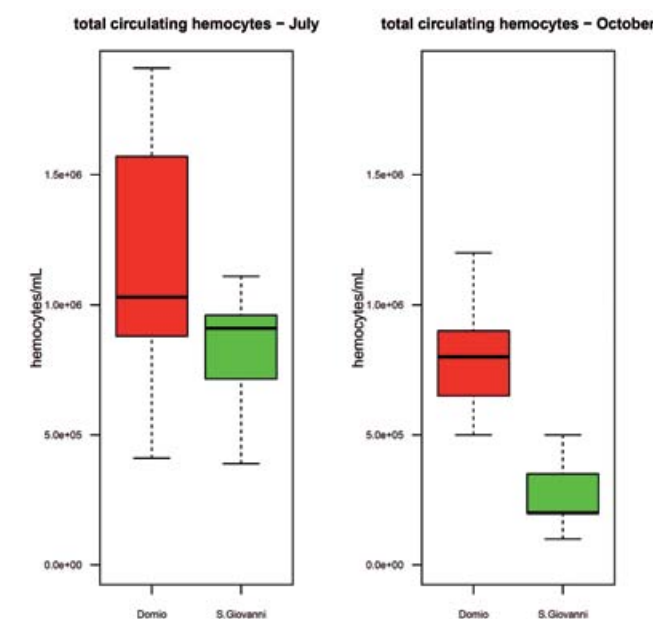 total circulating hemocytes − July
hemocytes/mL
1.5e+06
1.0e+06
5.0e+05
0.0e+00
Domio
S.Giovanni
total circulating hemocytes − October
hemocytes/mL
1.5e+06
1.0e+06
5.0e+05
0.0e+00
Domio
S.Giovanni